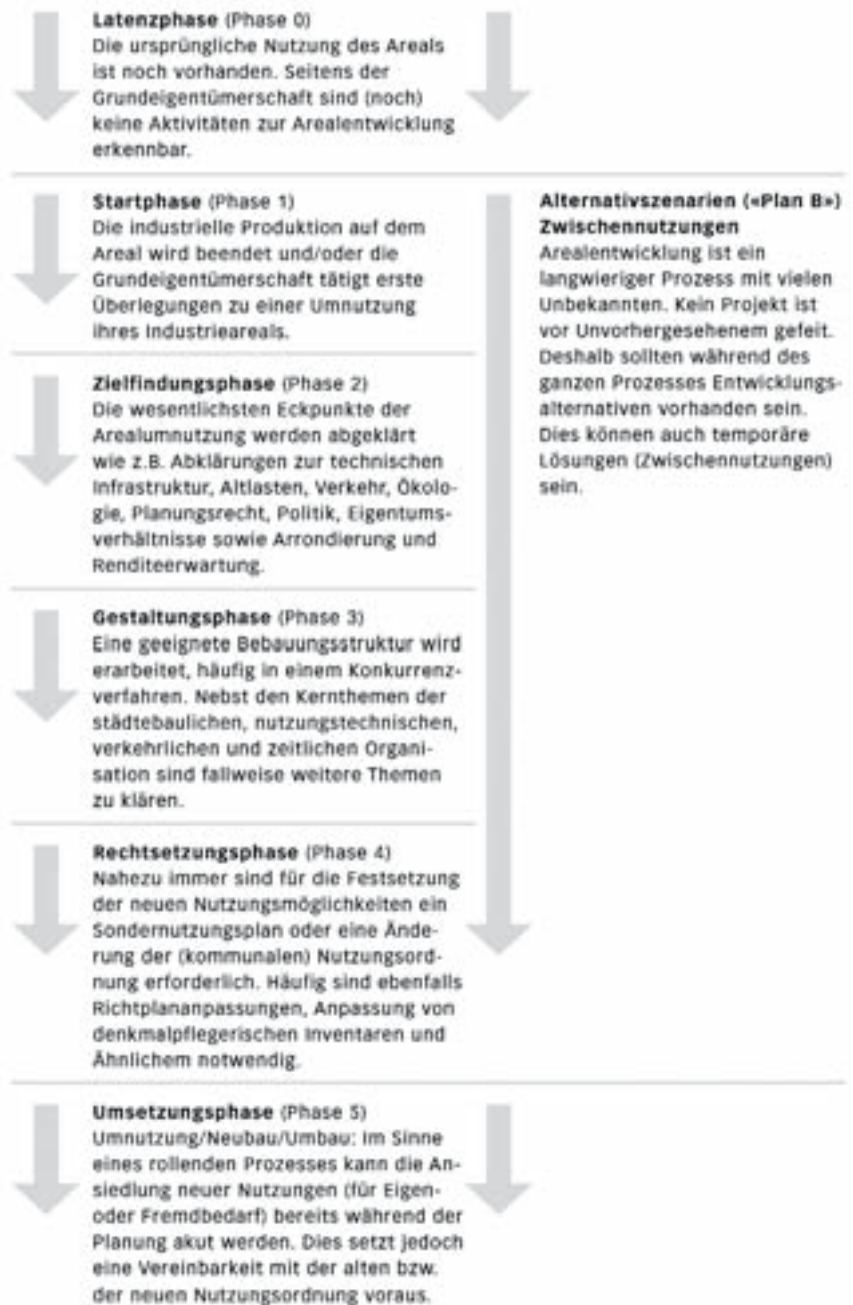 Latenzphase (Phase 0)
Die ursprüngliche Nutzung des Areals
ist noch vorhanden. Seitens der
Grundeigentümerschaft sind (noch)
keine Aktivitäten zur Arealentwicklung
erkennbar.
Startphase (Phase 1)
Die industrielle Produktion auf dem
Areal wird beendet und/oder die
Grundeigentümerschaft tätigt erste
Überlegungen zu einer Umnutzung
ihres Industrieareals.
Zielfindungsphase (Phase 2)
Die wesentlichsten Eckpunkte der
Arealumnutzung werden abgeklärt
wie z.B. Abklärungen zur technischen
Infrastruktur, Altlasten, Verkehr, Ökolo-
gie, Planungsrecht, Politik, Eigentums-
verhältnisse sowie Arrondierung und
Renditeerwartung.
Gestaltungsphase (Phase 3)
Eine geeignete Bebauungsstruktur wird
erarbeitet, häufig in einem Konkurrenz-
verfahren. Nebst den Kernthemen der
städtebaulichen, nutzungstechnischen,
verkehrlichen und zeitlichen Organi-
sation sind fallweise weitere Themen
zu klären.
Rechtsetzungsphase (Phase 4)
Nahezu immer sind für die Festsetzung
der neuen Nutzungsmöglichkeiten ein
Sondernutzungsplan oder eine Ände-
rung der (kommunalen) Nutzungsord-
nung erforderlich. Häufig sind ebenfalls
Richtplananpassungen, Anpassung von
denkmalpflegerischen Inventaren und
Ähnlichem notwendig.
Umsetzungsphase (Phase 5)
Umnutzung/Neubau/Umbau: Im Sinne
eines rollenden Prozesses kann die An-
siedlung neuer Nutzungen (für Eigen-
oder Fremdbedarf) bereits während der
Planung akut werden. Dies setzt jedoch
eine Vereinbarkeit mit der alten bzw.
der neuen Nutzungsordnung voraus.
Alternativszenarien («Plan B»)
Zwischennutzungen
Arealentwicklung ist ein
langwieriger Prozess mit vielen
Unbekannten. Kein Projekt ist
vor Unvorhergesehenem gefeit.
Deshalb sollten während des
ganzen Prozesses Entwicklungs-
alternativen vorhanden sein.
Dies können auch temporäre
Lösungen (Zwischennutzungen)
sein.